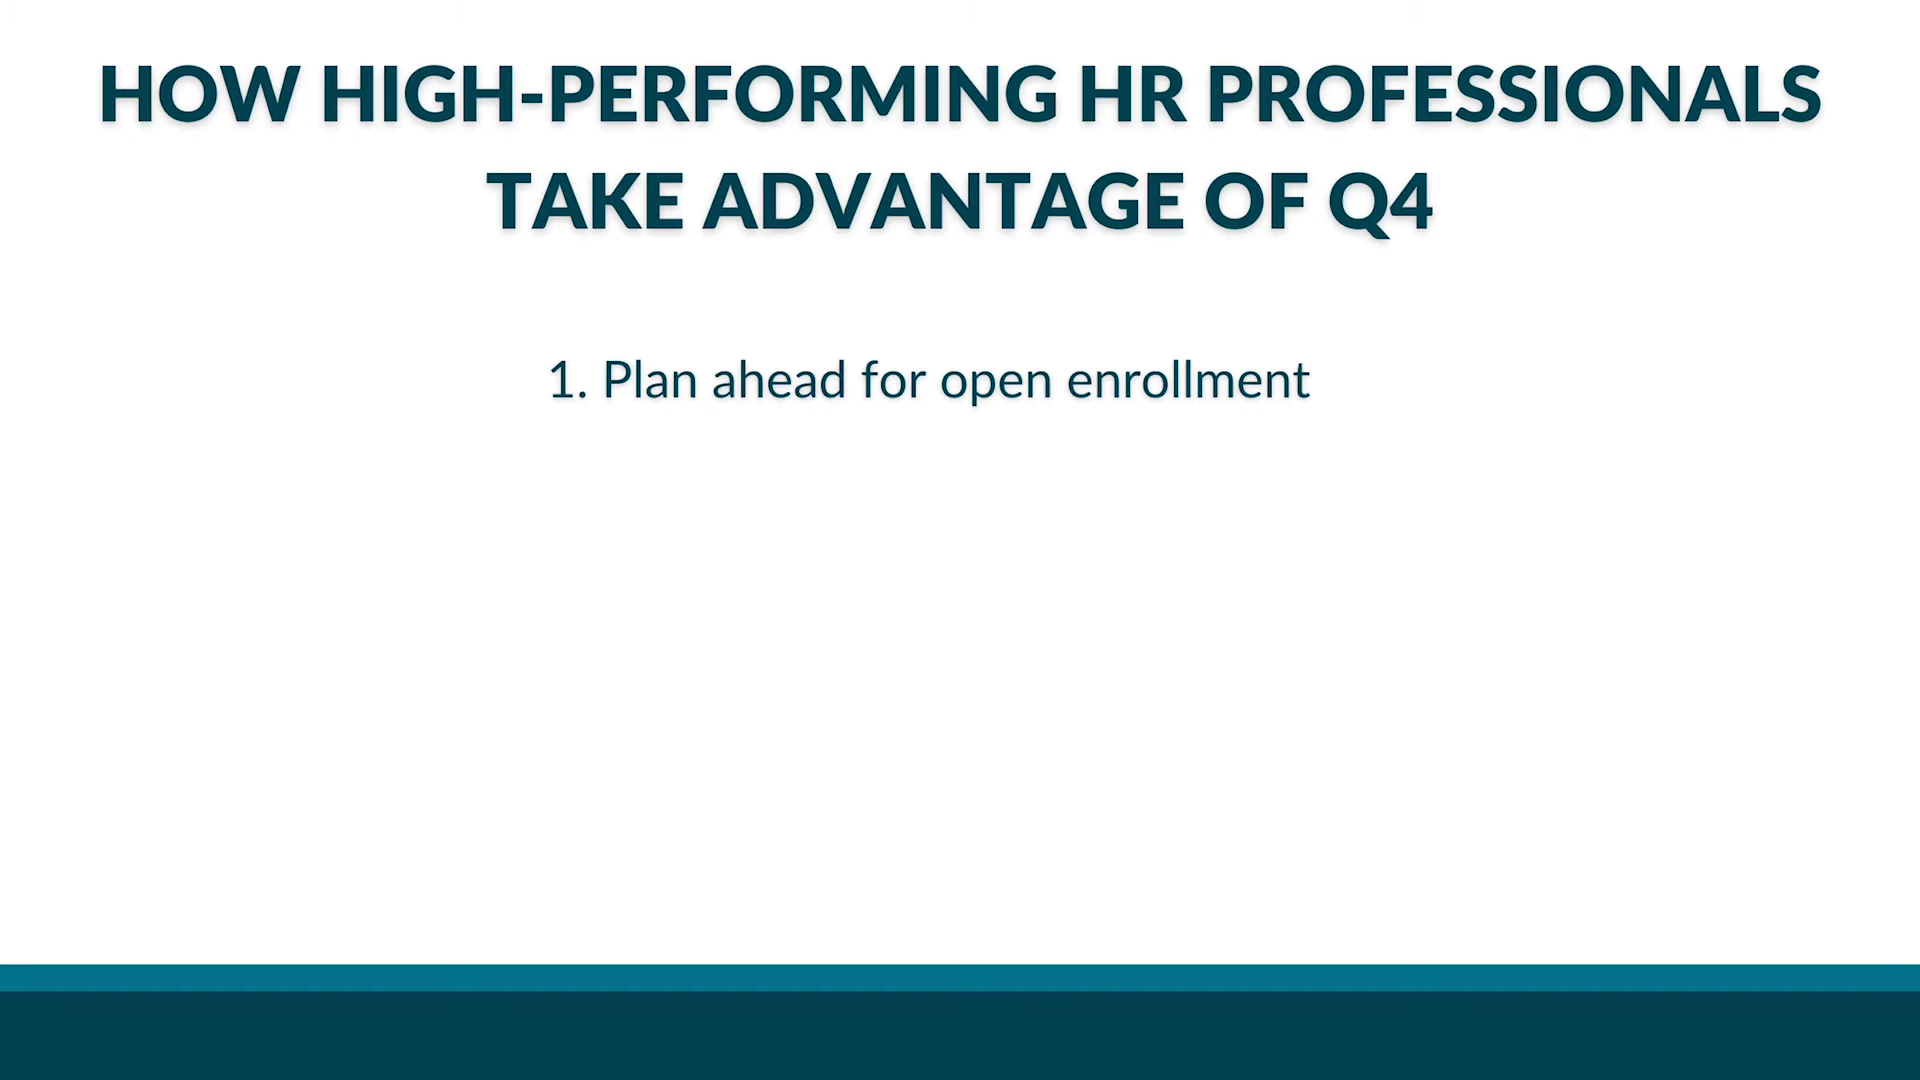 HOW HIGH-PERFORMING HR PROFESSIONALS
TAKE ADVANTAGE OF Q4
1. Plan ahead for open enrollment